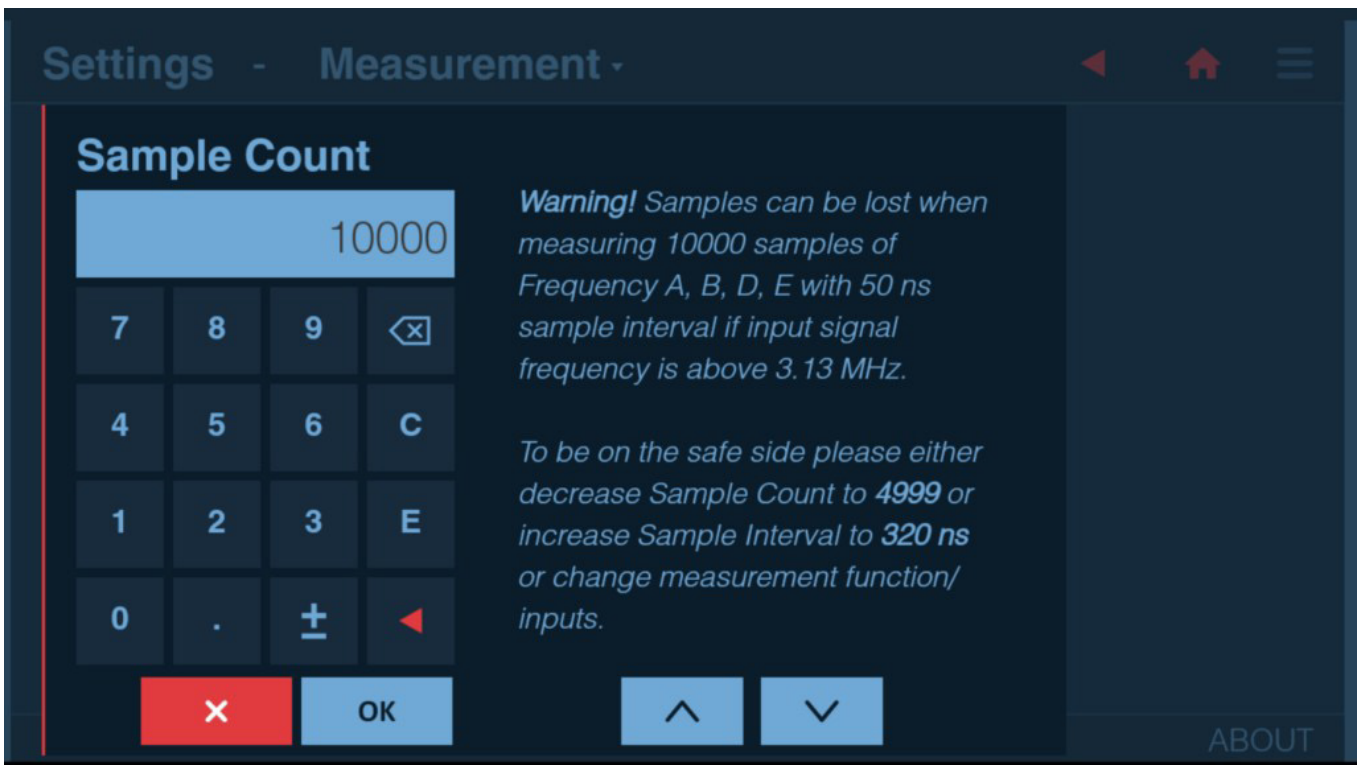 Settings - Measurement
Sample Count
10000
Warning! Samples can be lost when
measuring 10000 samples of
Frequency A, B, D, E with 50 ns
sample interval if input signal
frequency is above 3.13 MHz.
To be on the safe side please either
decrease Sample Count to 4999 or
increase Sample Interval to 320 ns
or change measurement function/
inputs.
7 8 9
4 5 6 C
1 2 3 E
0 . ±
OK
ABOUT